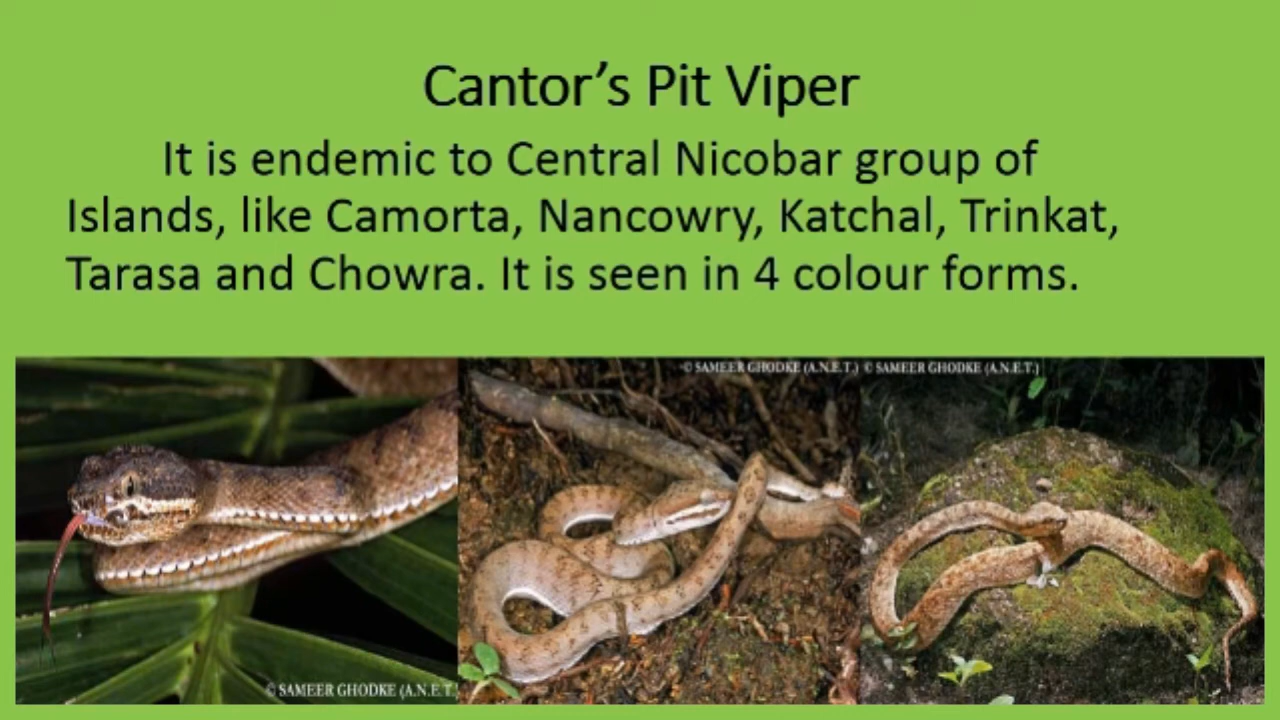 Cantor’s Pit Viper
It is endemic to Central Nicobar group of
Islands, like Camorta, Nancowry, Katchal, Trinkat,
Tarasa and Chowra. It is seen in 4 colour forms.
© SAMEER GHODKE (A.N.E.T.) © SAMEER GHODKE (A.N.E.T.)
© SAMEER GHODKE (A.N.E.T.